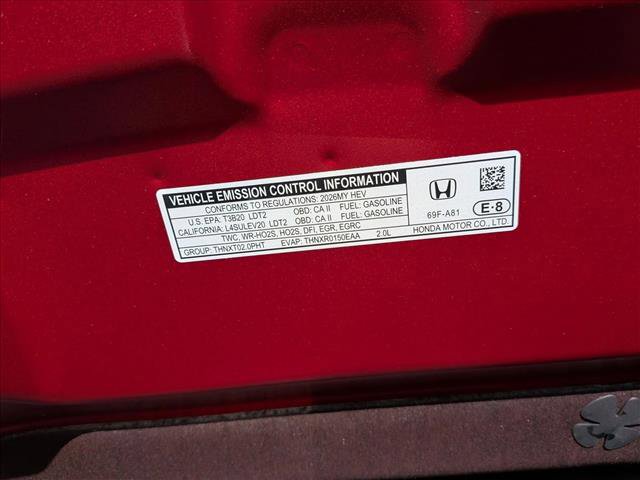 VEHICLE EMISSION CONTROL INFORMATION
CONFORMS TO REGULATIONS: 2026MY HEV
U.S. EPA: T3B20 LDT2 OBD: CA II FUEL: GASOLINE
CALIFORNIA: L4SULEV20 LDT2 OBD: CA II FUEL: GASOLINE
TWC, WR-HO2S, HO2S, DFI, EGR, EGRC
GROUP: THNXT02.0PHT EVAP: THNXR0150EAA 2.0L
69F-A81
E•8
HONDA MOTOR CO., LTD.